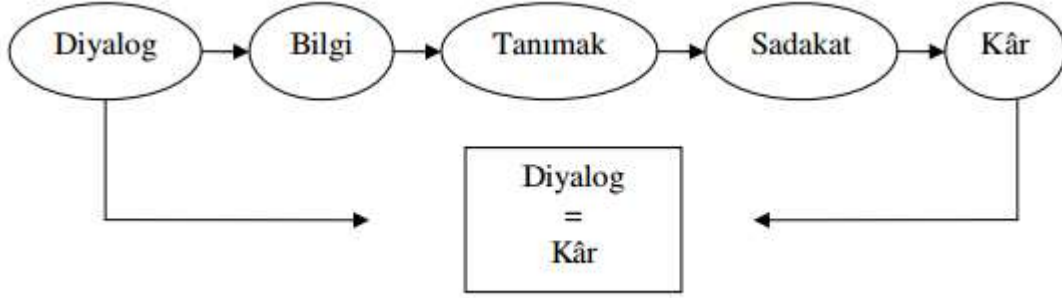 Diyalog
Bilgi
Tanımak
Sadakat
Kâr
Diyalog
=
Kâr